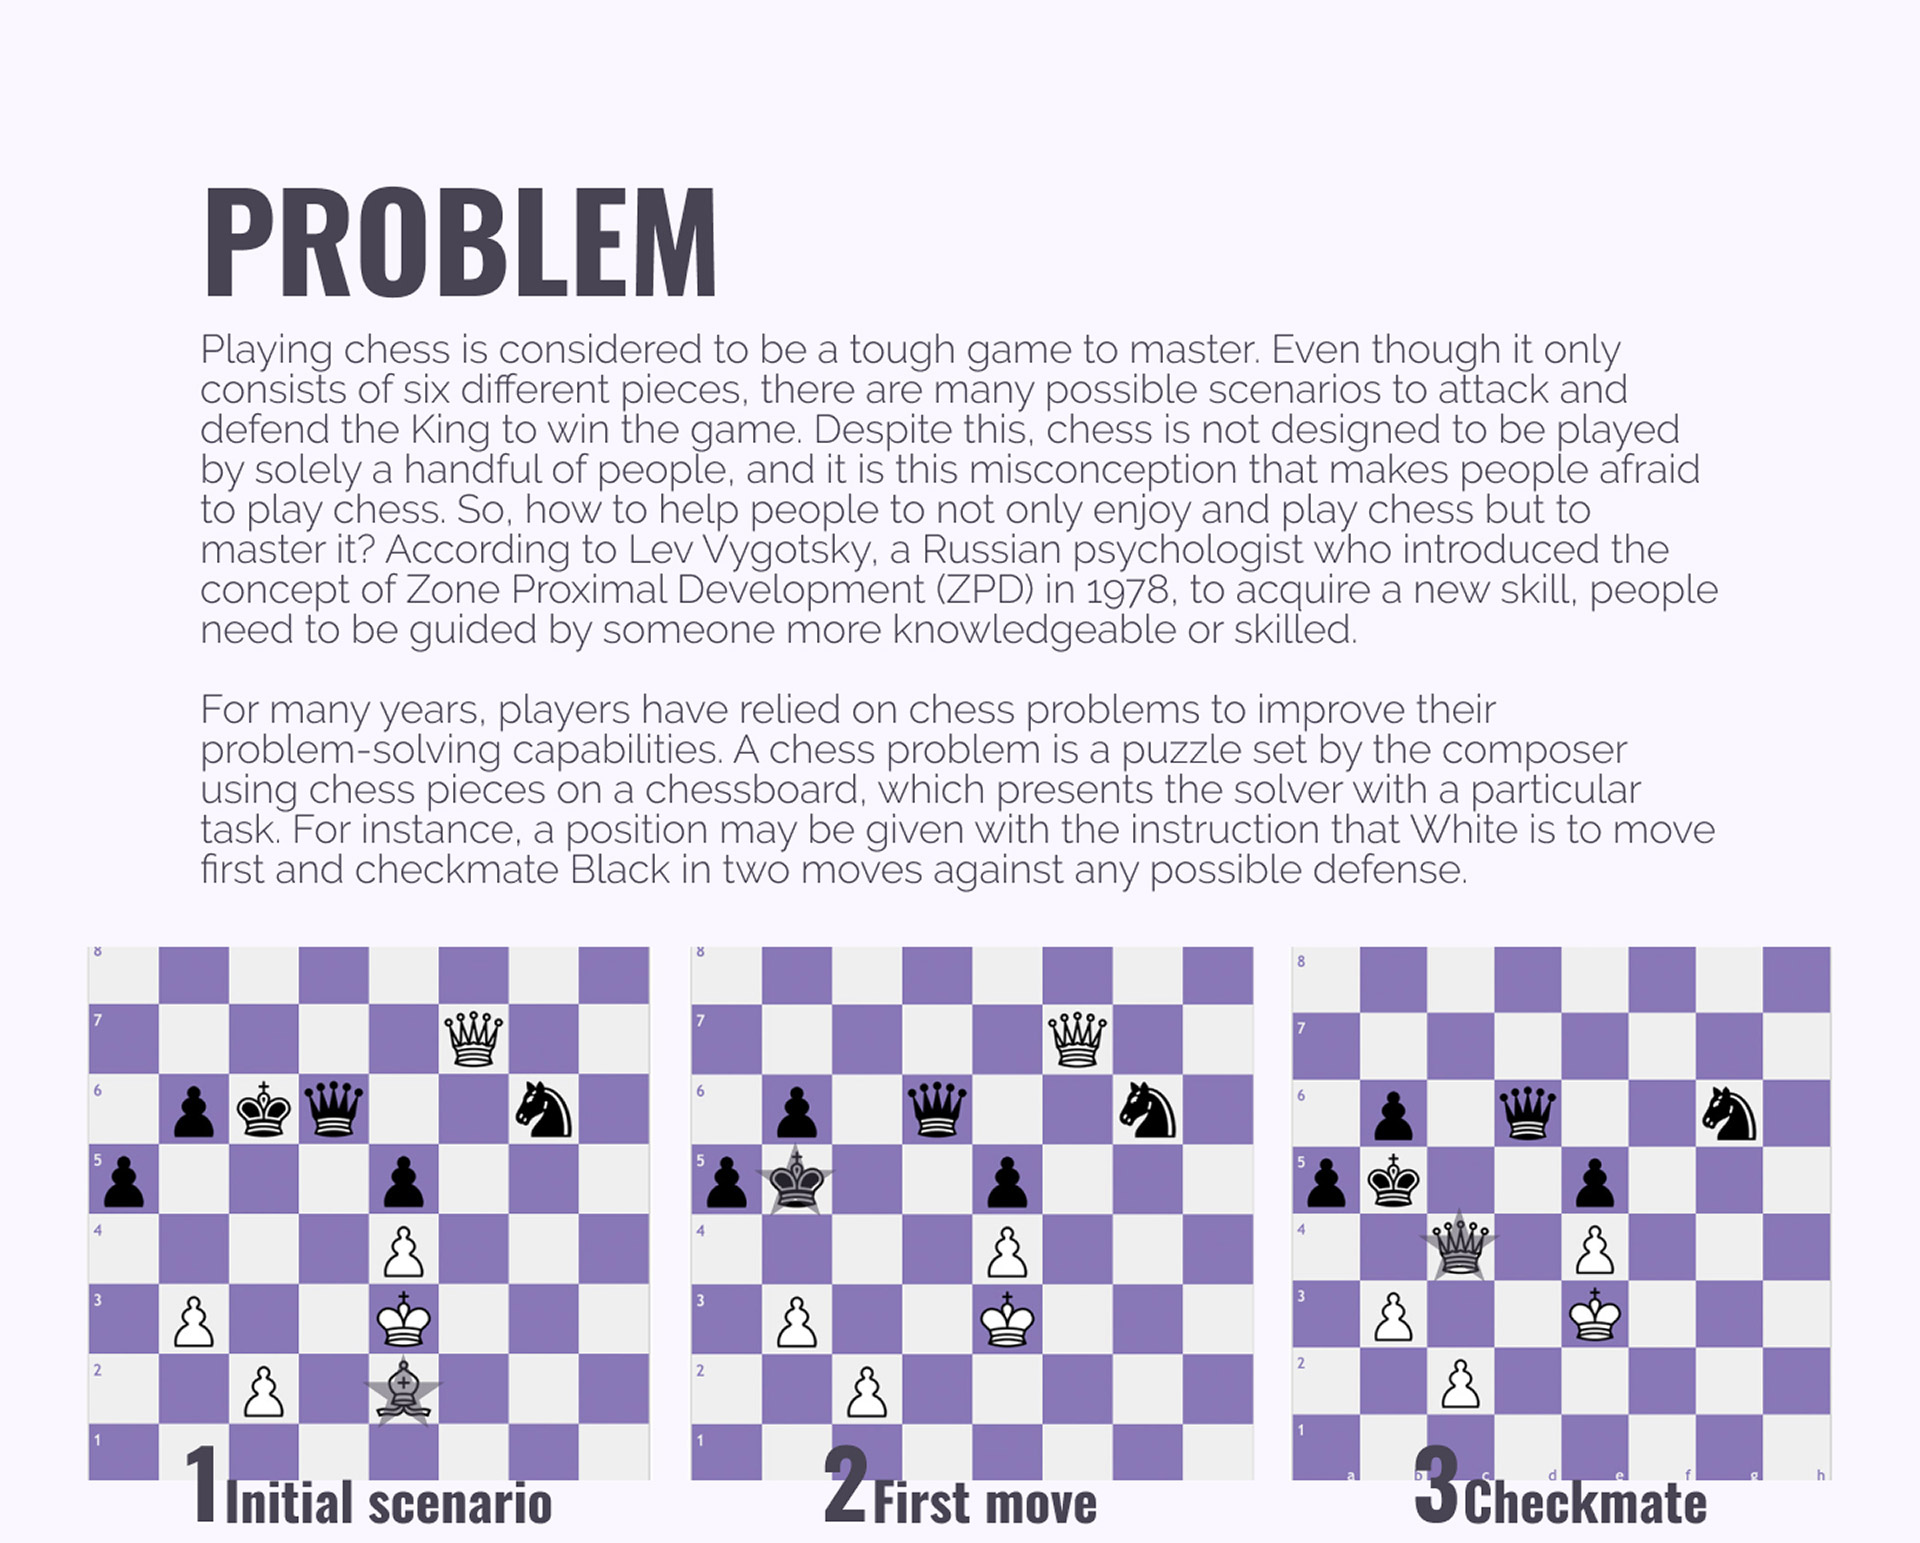 PROBLEM
Playing chess is considered to be a tough game to master. Even though it only
consists of six different pieces, there are many possible scenarios to attack and
defend the King to win the game. Despite this, chess is not designed to be played
by solely a handful of people, and it is this misconception that makes people afraid
to play chess. So, how to help people to not only enjoy and play chess but to
master it? According to Lev Vygotsky, a Russian psychologist who introduced the
concept of Zone Proximal Development (ZPD) in 1978, to acquire a new skill, people
need to be guided by someone more knowledgeable or skilled.
For many years, players have relied on chess problems to improve their
problem-solving capabilities. A chess problem is a puzzle set by the composer
using chess pieces on a chessboard, which presents the solver with a particular
task. For instance, a position may be given with the instruction that White is to move
first and checkmate Black in two moves against any possible defense.
8
7
6
5
4
3
2
1
1 Initial scenario
8
7
6
5
4
3
2
1
2 First move
8
7
6
5
4
3
2
1
a b c d e f g h
3 Checkmate